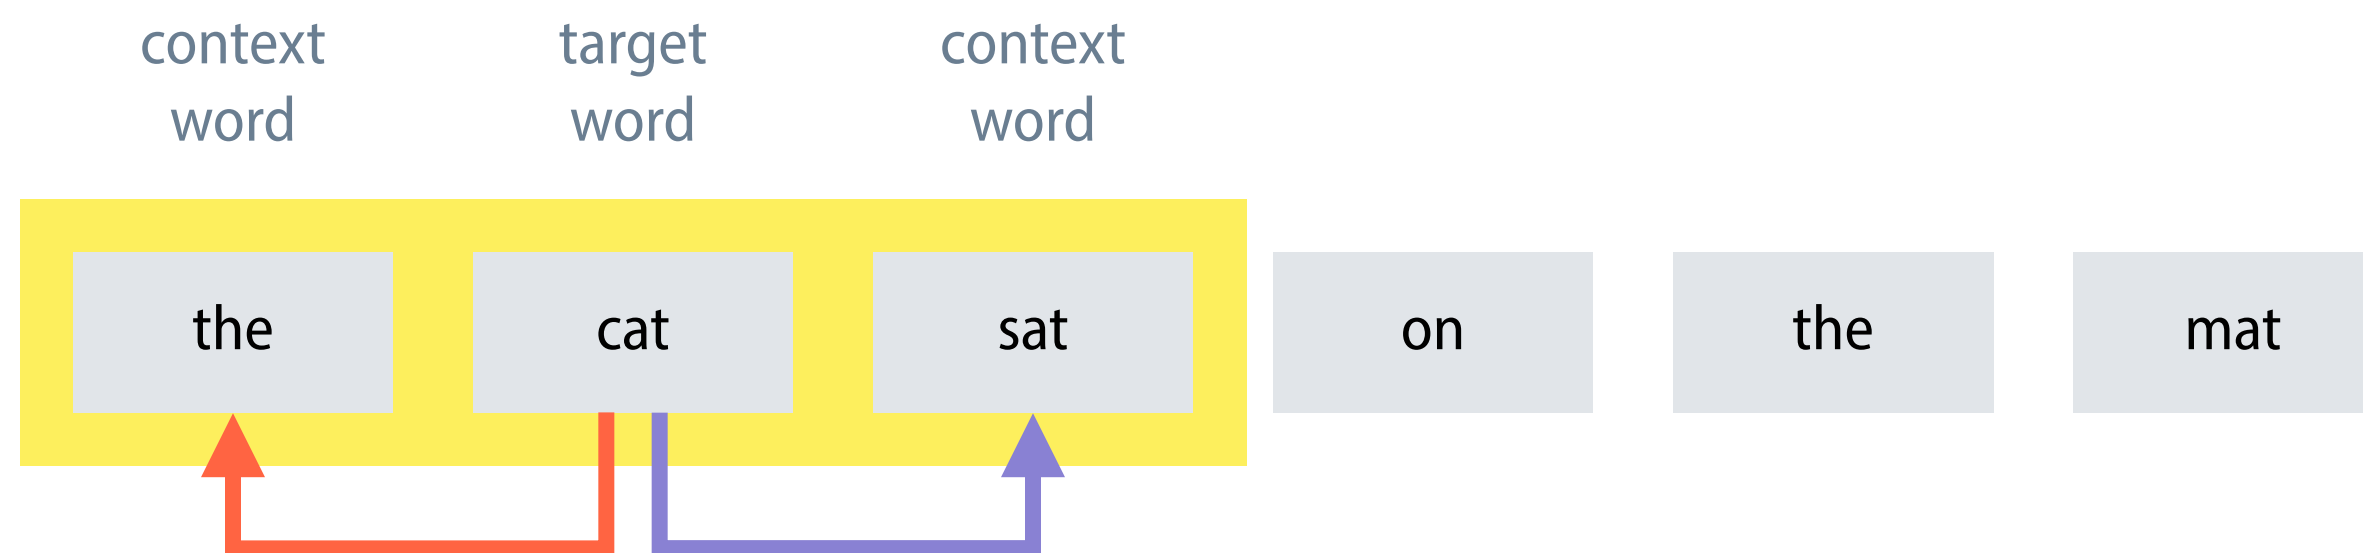 context target context
word word word
the cat sat on the mat